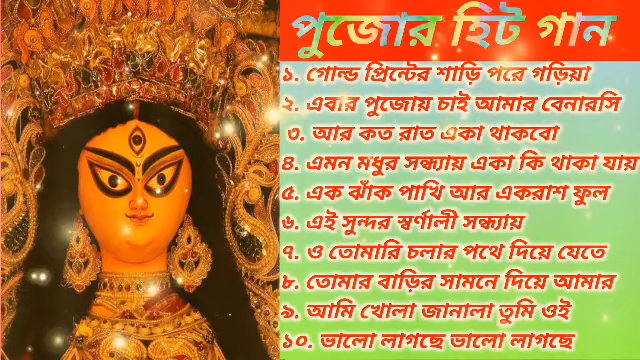 পুজোর হিট গান
১. গোল্ড প্রিন্টের শাড়ি পরে গড়িয়া
২. এবার পুজোয় চাই আমার বেনারসি
৩. আর কত রাত একা থাকবো
৪. এমন মধুর সন্ধ্যায় একা কি থাকা যায়
৫. এক ঝাঁক পাখি আর একরাশ ফুল
৬. এই সুন্দর স্বর্ণালী সন্ধ্যায়
৭. ও তোমারি চলার পথে দিয়ে যেতে
৮. তোমার বাড়ির সামনে দিয়ে আমার
৯. আমি খোলা জানালা তুমি ওই
১০. ভালো লাগছে ভালো লাগছে